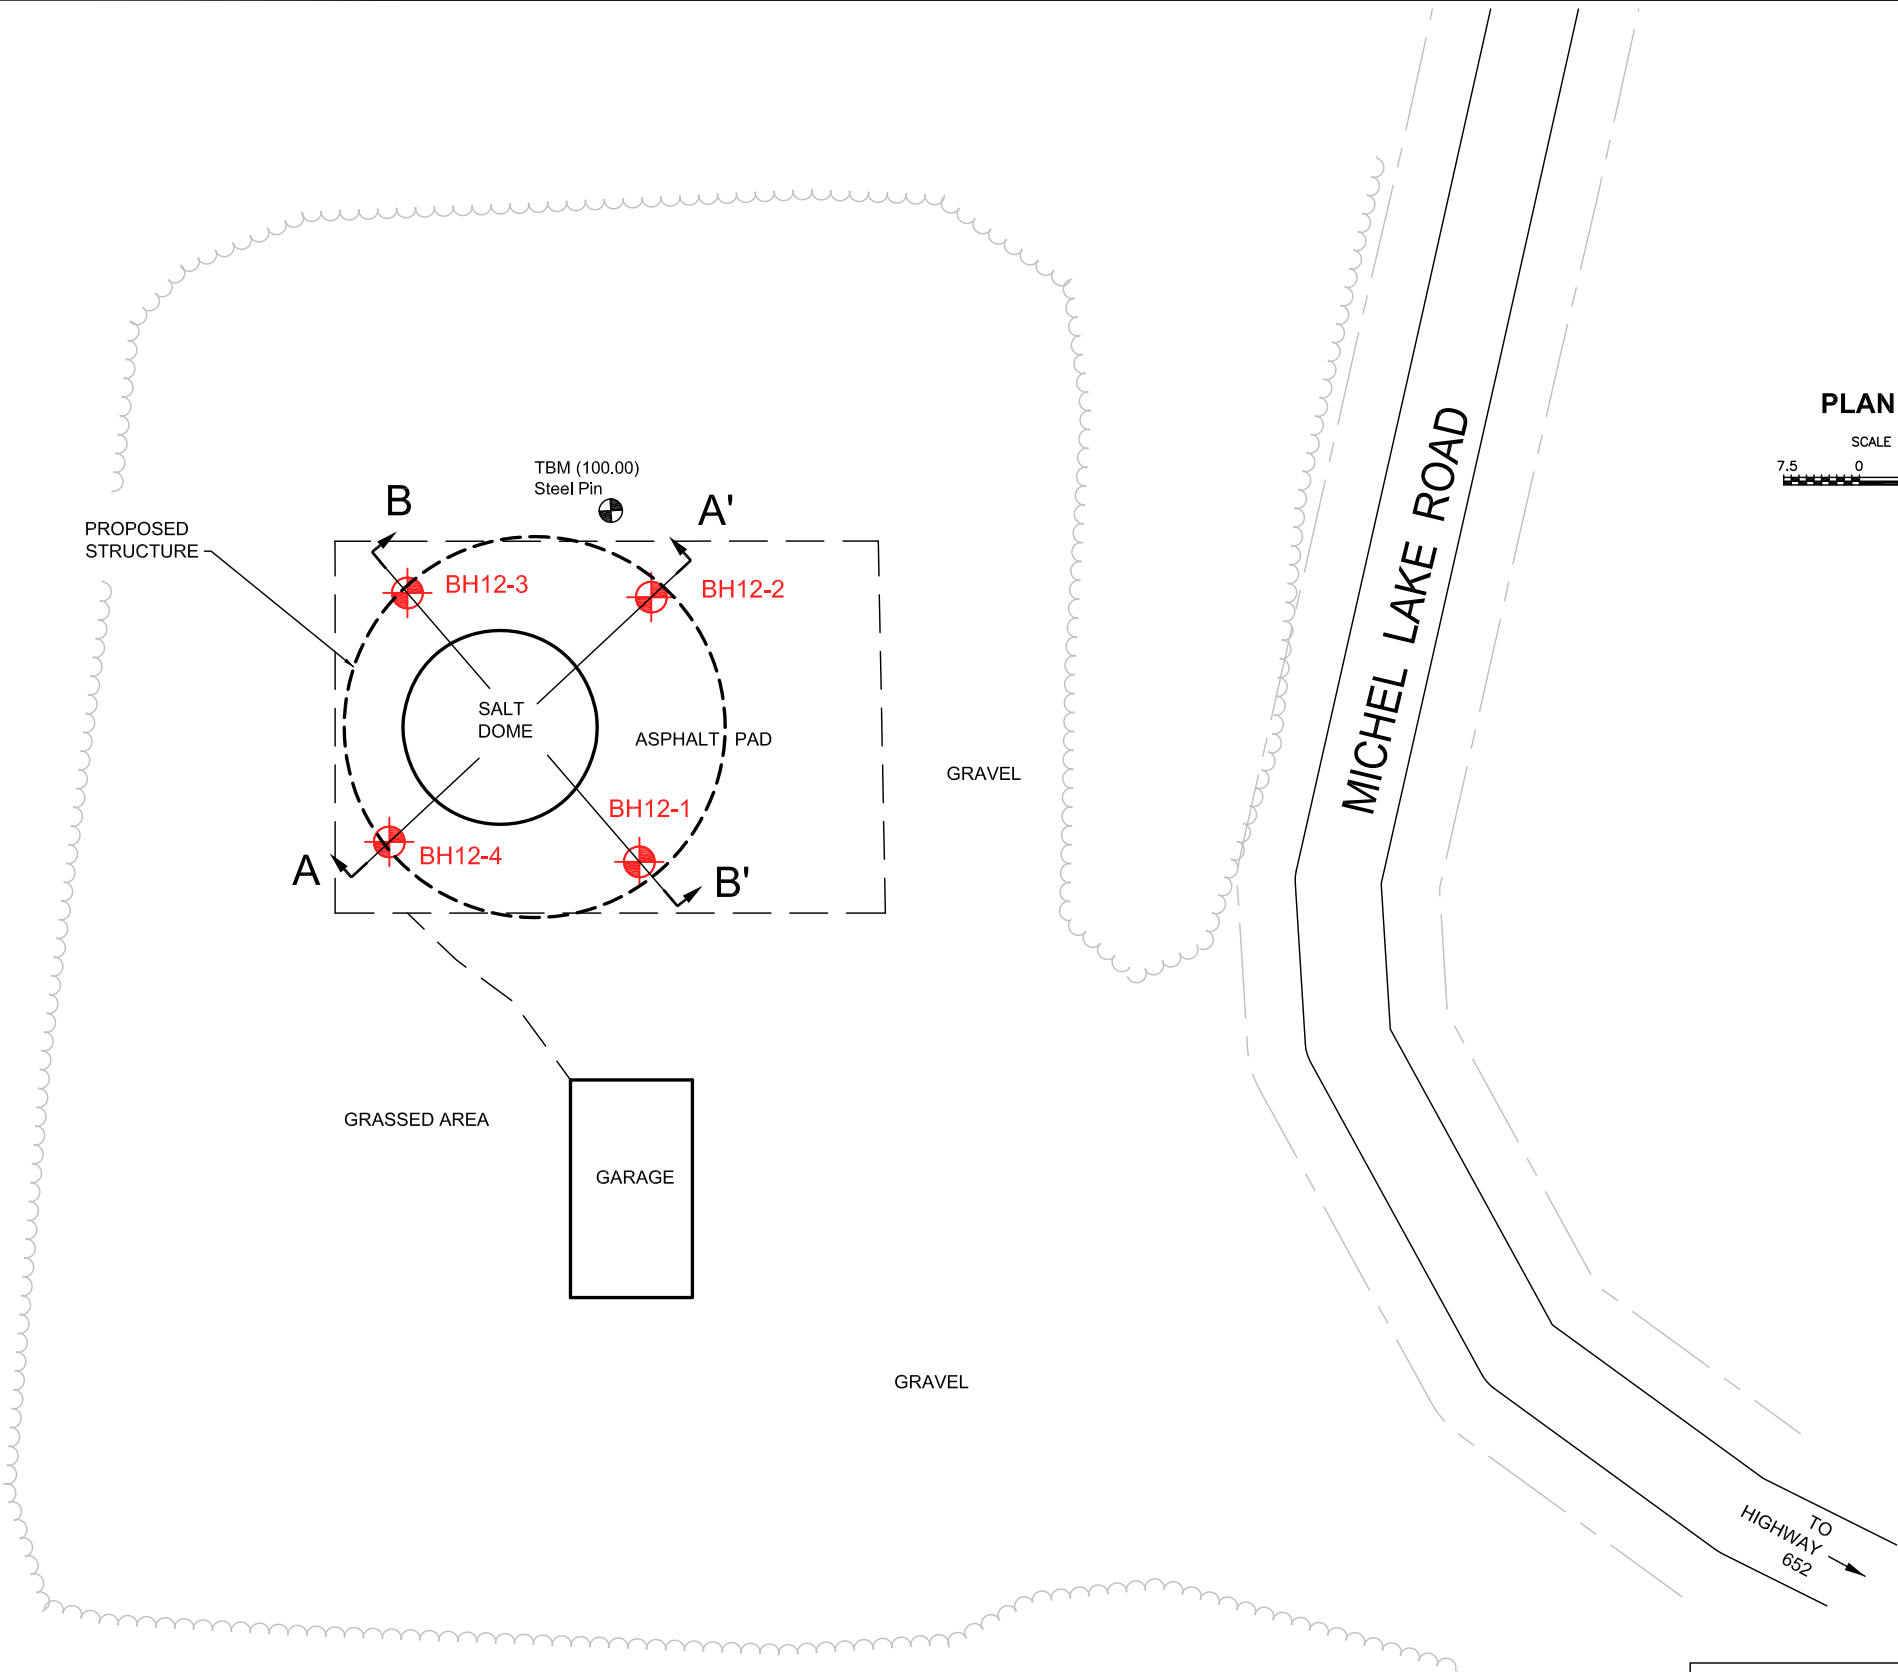 PLAN
SCALE
7.5 0
TBM (100.00)
Steel Pin
B
A'
PROPOSED
STRUCTURE
BH12-3
BH12-2
SALT
DOME
ASPHALT PAD
GRAVEL
BH12-1
BH12-4
A
B'
MICHEL LAKE ROAD
GRASSED AREA
GARAGE
GRAVEL
TO
HIGHWAY
652